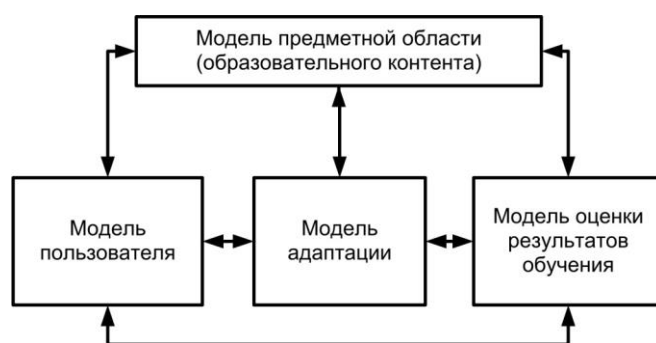 Модель предметной области
(образовательного контента)
Модель
пользователя
Модель
адаптации
Модель оценки
результатов
обучения